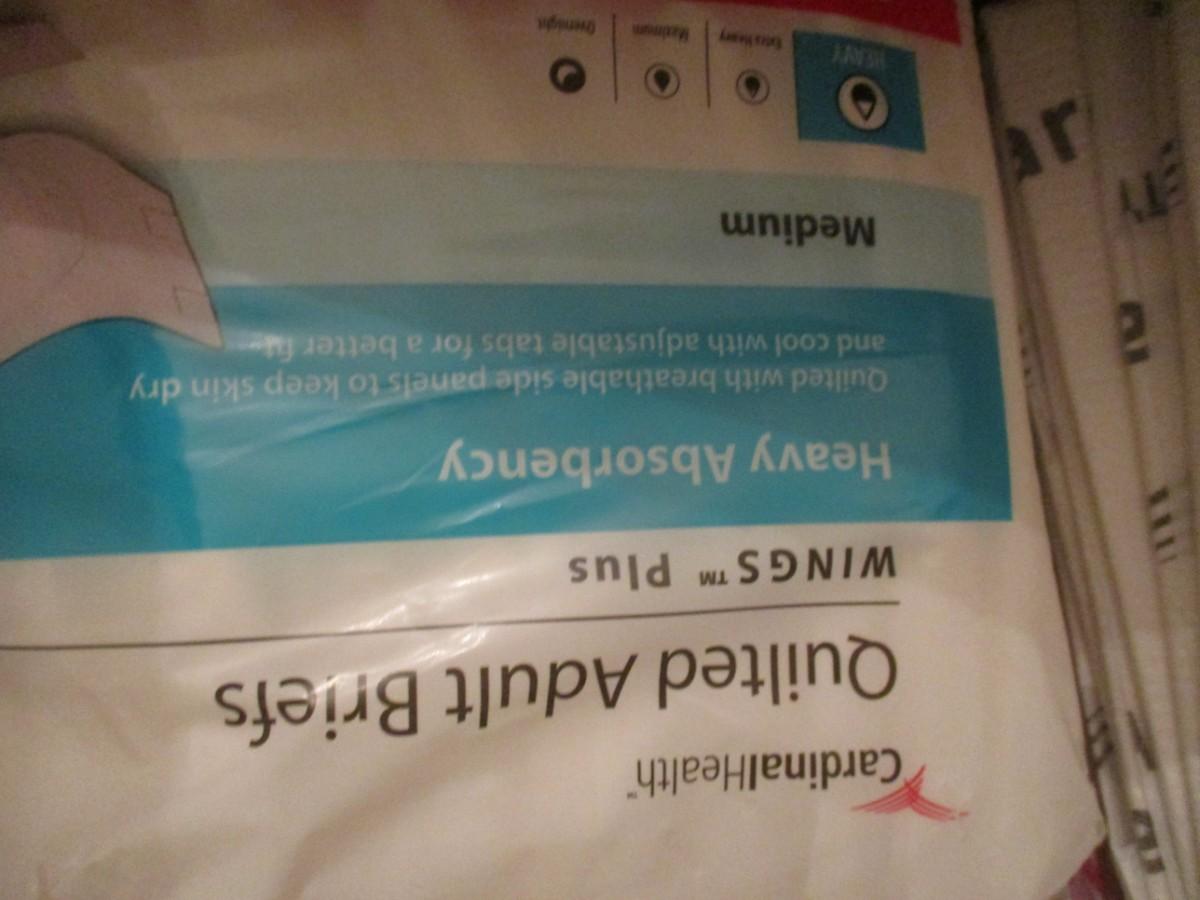 CardinalHealth™
Quilted Adult Briefs
WINGS™ Plus
Heavy Absorbency
Quilted with breathable side panels to keep skin dry
and cool with adjustable tabs for a better fit
Medium
HEAVY
Extra Heavy
Maximum
Overnight